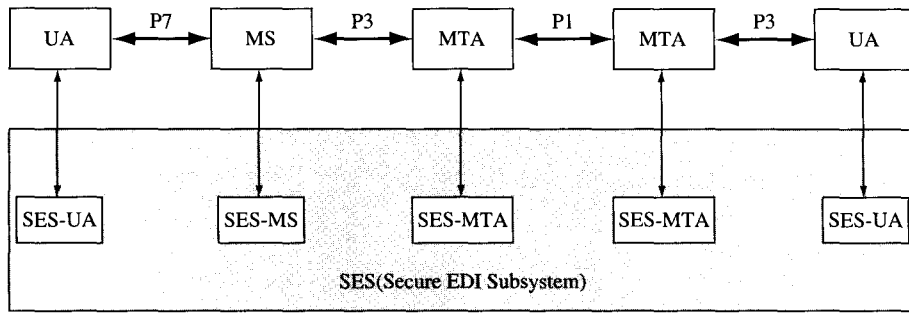 P7 P3 P1 P3
UA MS MTA MTA UA
SES-UA SES-MS SES-MTA SES-MTA SES-UA
SES(Secure EDI Subsystem)